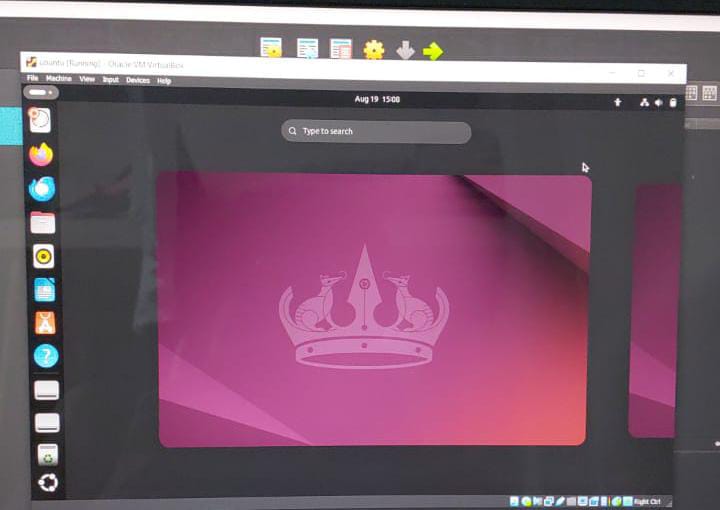 ubuntu [Running] - Oracle VM VirtualBox
File Machine View Input Devices Help
Aug 19 15:08
Type to search
Right Ctrl